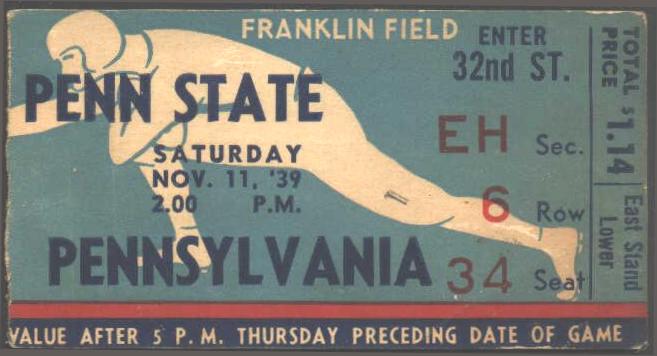 FRANKLIN FIELD
ENTER
32nd ST.
PENN STATE
SATURDAY
NOV. 11, '39
2.00 P.M.
PENNSYLVANIA
EH Sec.
6 Row
34 Seat
TOTAL $1.14
PRICE
East Stand
Lower
VALUE AFTER 5 P. M. THURSDAY PRECEDING DATE OF GAME